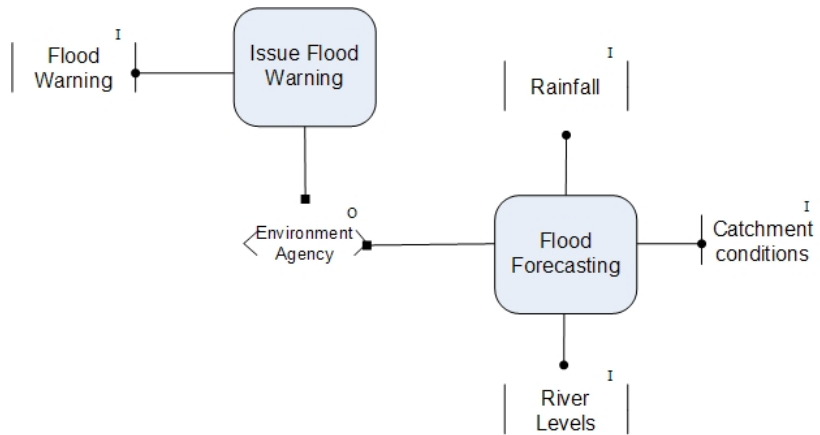 I
Flood
Warning
Issue Flood
Warning
I
Rainfall
O
Environment
Agency
Flood
Forecasting
I
Catchment
conditions
I
River
Levels